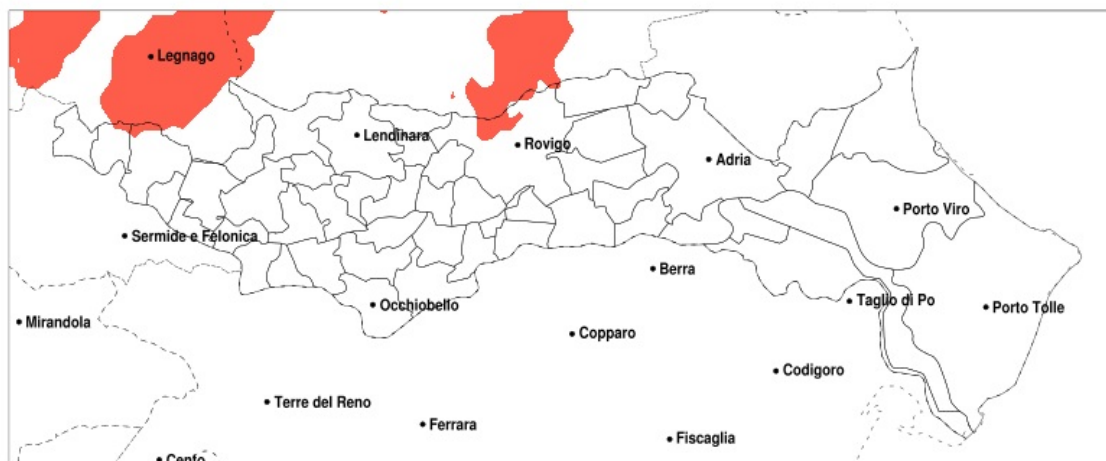 Legnago
Lendinara
Rovigo
Adria
Porto Viro
Sermide e Felonica
Berra
Taglio di Po
Porto Tolle
Occhiobello
Mirandola
Copparo
Codigoro
Terre del Reno
Ferrara
Fiscaglia
Cento